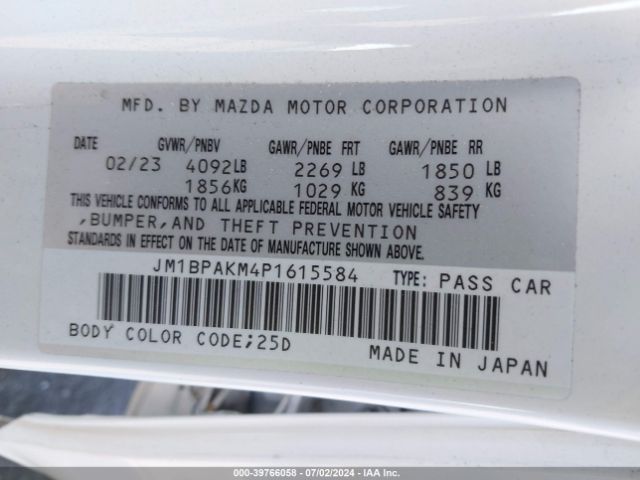 MFD. BY MAZDA MOTOR CORPORATION
DATE GVWR/PNBV GAWR/PNBE FRT GAWR/PNBE RR
02/23 4092LB 2269 LB 1850 LB
1856KG 1029 KG 839 KG
THIS VEHICLE CONFORMS TO ALL APPLICABLE FEDERAL MOTOR VEHICLE SAFETY
,BUMPER,AND THEFT PREVENTION
STANDARDS IN EFFECT ON THE DATE OF MANUFACTURE SHOWN ABOVE.
JM1BPAKM4P1615584 TYPE: PASS CAR
BODY COLOR CODE;25D MADE IN JAPAN
000-39766058 - 07/02/2024 - IAA Inc.